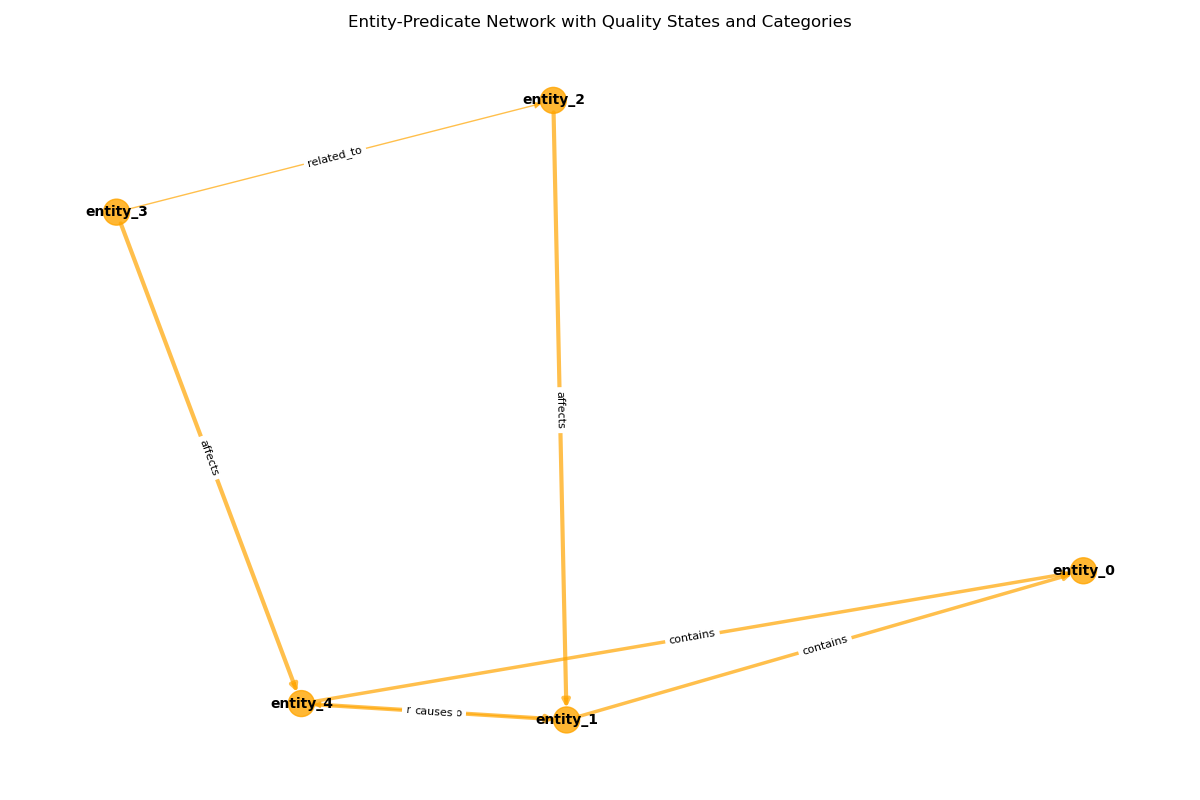 Entity-Predicate Network with Quality States and Categories
entity_2
related_to
entity_3
affects
affects
entity_0
contains
contains
entity_4
causes
entity_1